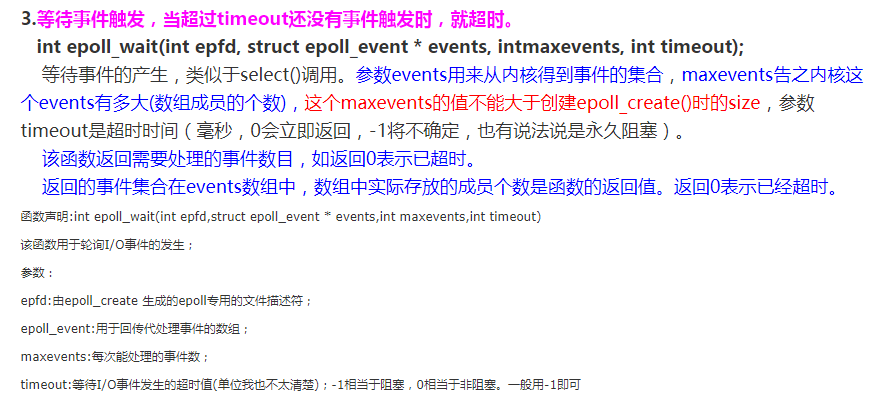 3.等待事件触发，当超过timeout还没有事件触发时，就超时。
int epoll_wait(int epfd, struct epoll_event * events, intmaxevents, int timeout);
等待事件的产生，类似于select()调用。参数events用来从内核得到事件的集合，maxevents告之内核这
个events有多大(数组成员的个数)，这个maxevents的值不能大于创建epoll_create()时的size，参数
timeout是超时时间（毫秒，0会立即返回，-1将不确定，也有说法说是永久阻塞）。
该函数返回需要处理的事件数目，如返回0表示已超时。
返回的事件集合在events数组中，数组中实际存放的成员个数是函数的返回值。返回0表示已经超时。
函数声明:int epoll_wait(int epfd,struct epoll_event * events,int maxevents,int timeout)
该函数用于轮询I/O事件的发生；
参数：
epfd:由epoll_create 生成的epoll专用的文件描述符；
epoll_event:用于回传代处理事件的数组；
maxevents:每次能处理的事件数；
timeout:等待I/O事件发生的超时值(单位我也不太清楚)；-1相当于阻塞，0相当于非阻塞。一般用-1即可